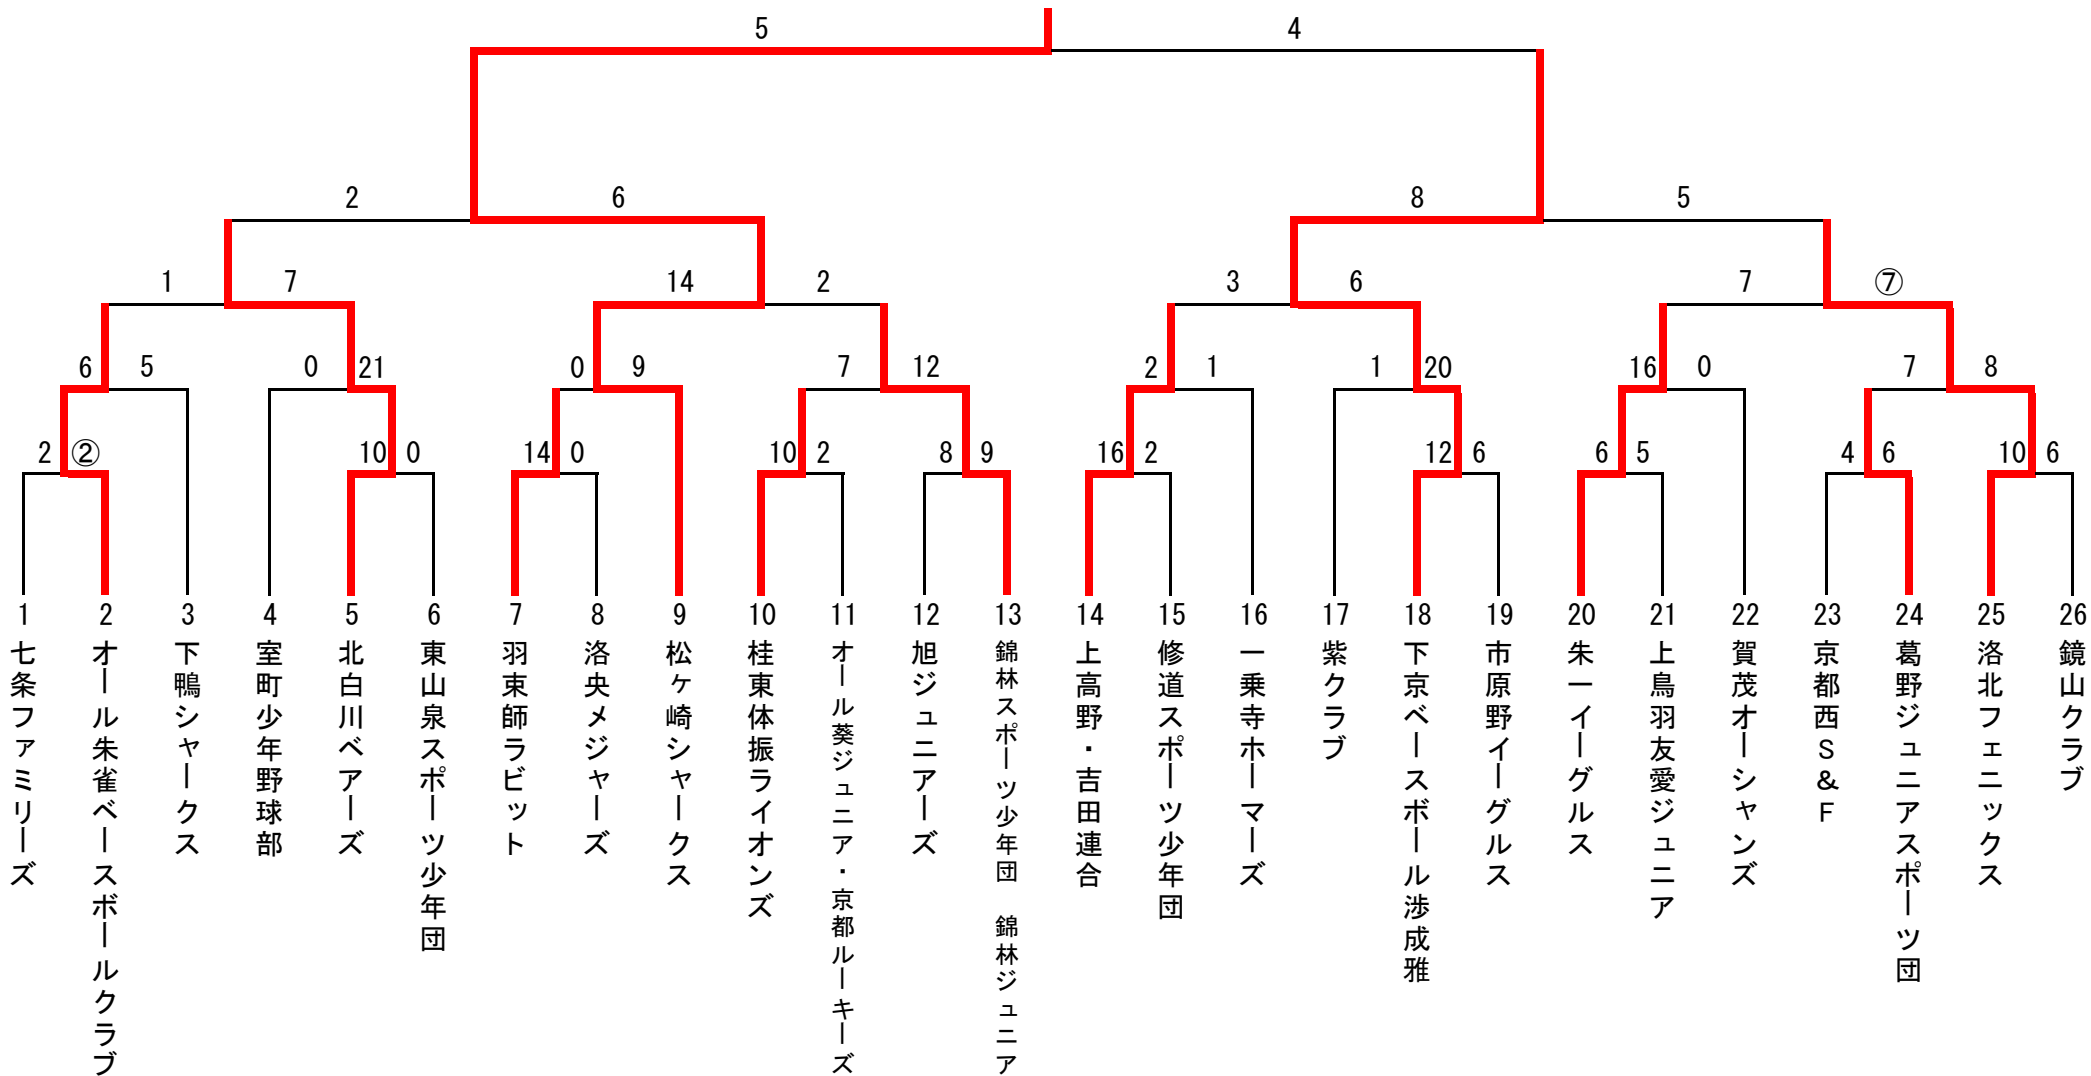 5 4
2 6 8 5
1 7 14 2 3 6 7 ⑦
6 5 0 21 0 9 7 12 2 1 1 20 16 0 7 8
2 ② 10 0 14 0 10 2 8 9 16 2 12 6 6 5 4 6 10 6
1 2 3 4 5 6 7 8 9 10 11 12 13 14 15 16 17 18 19 20 21 22 23 24 25 26
七条ファミリーズ
オール朱雀ベースボールクラブ
下鴨シャークス
室町少年野球部
北白川ベアーズ
東山泉スポーツ少年団
羽束師ラビット
洛央メジャーズ
松ヶ崎シャークス
桂東体振ライオンズ
オール葵ジュニア・京都ルーキーズ
旭ジュニアーズ
錦林スポーツ少年団 錦林ジュニア
上高野・吉田連合
修道スポーツ少年団
一乗寺ホーマーズ
紫クラブ
下京ベースボール渉成雅
市原野イーグルス
朱一イーグルス
上鳥羽友愛ジュニア
賀茂オーシャンズ
京都西S&F
葛野ジュニアスポーツ団
洛北フェニックス
鏡山クラブ